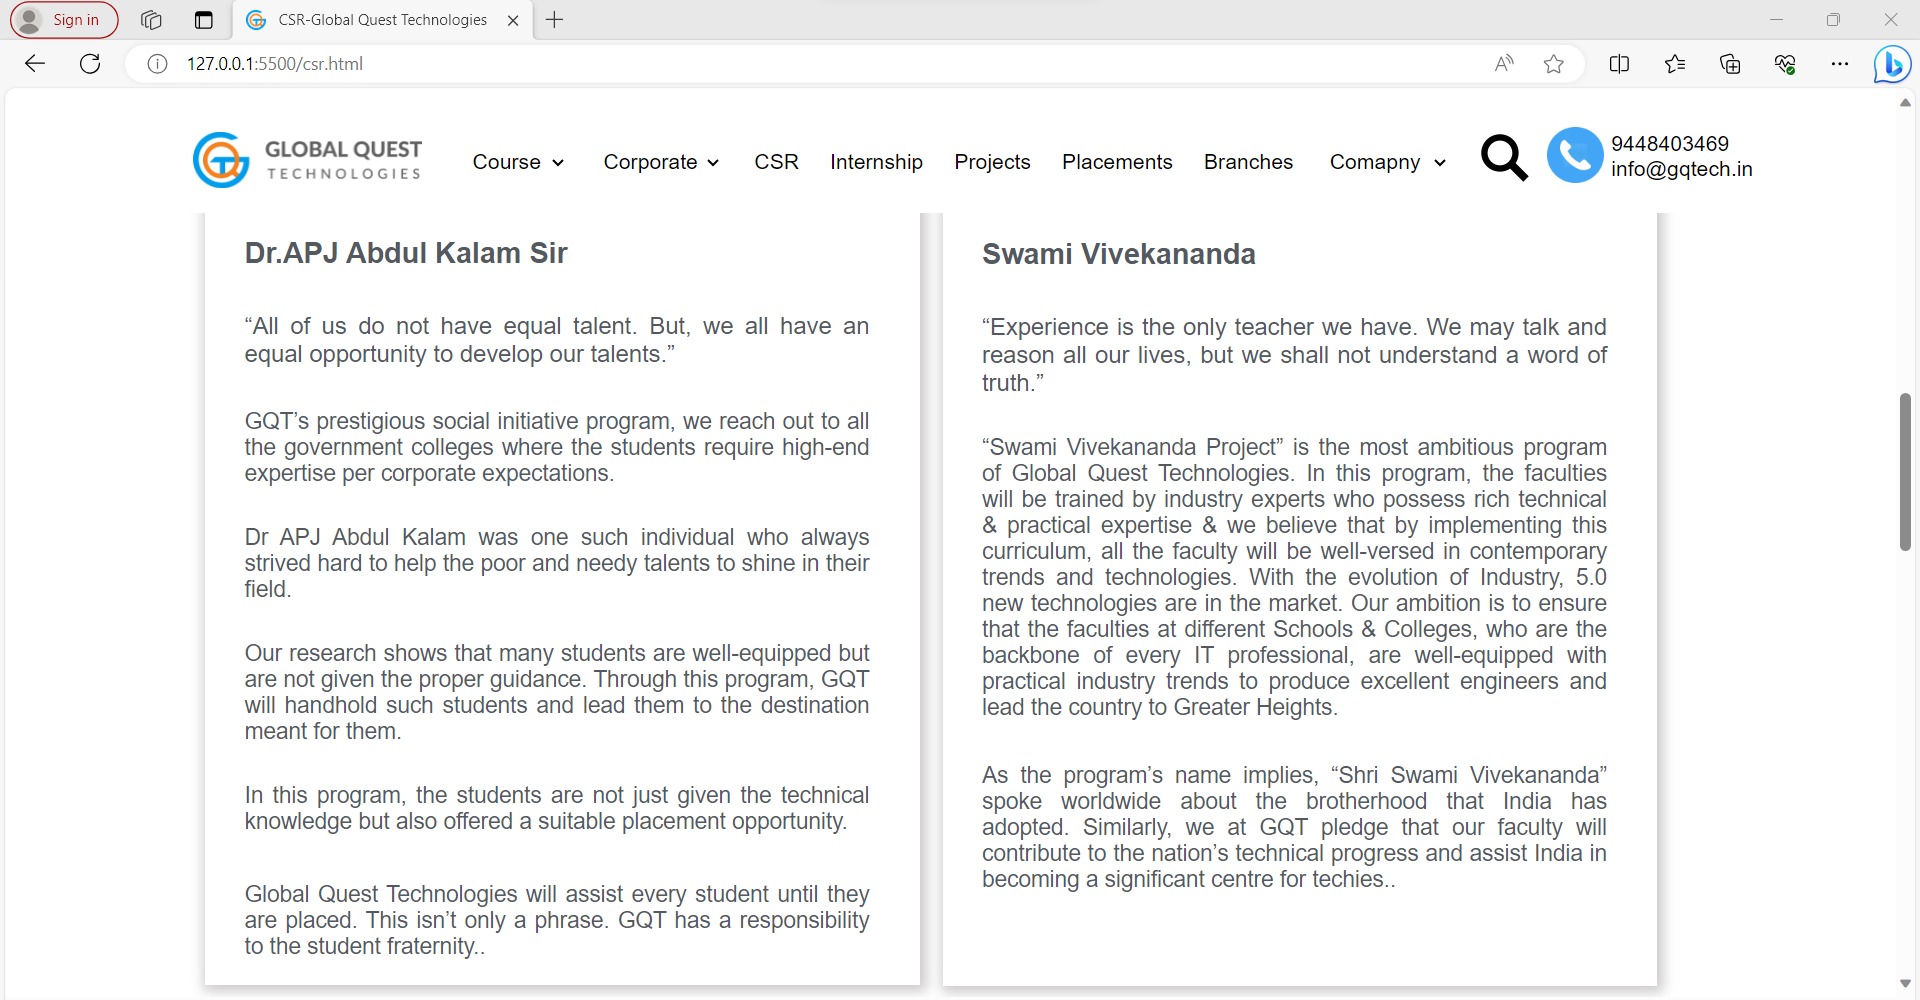 Sign in
CSR-Global Quest Technologies
127.0.0.1:5500/csr.html
GLOBAL QUEST
TECHNOLOGIES
Course
Corporate
CSR
Internship
Projects
Placements
Branches
Comapny
9448403469
info@gqtech.in
Dr.APJ Abdul Kalam Sir
“All of us do not have equal talent. But, we all have an
equal opportunity to develop our talents.”
GQT’s prestigious social initiative program, we reach out to all
the government colleges where the students require high-end
expertise per corporate expectations.
Dr APJ Abdul Kalam was one such individual who always
strived hard to help the poor and needy talents to shine in their
field.
Our research shows that many students are well-equipped but
are not given the proper guidance. Through this program, GQT
will handhold such students and lead them to the destination
meant for them.
In this program, the students are not just given the technical
knowledge but also offered a suitable placement opportunity.
Global Quest Technologies will assist every student until they
are placed. This isn’t only a phrase. GQT has a responsibility
to the student fraternity..
Swami Vivekananda
“Experience is the only teacher we have. We may talk and
reason all our lives, but we shall not understand a word of
truth.”
“Swami Vivekananda Project” is the most ambitious program
of Global Quest Technologies. In this program, the faculties
will be trained by industry experts who possess rich technical
& practical expertise & we believe that by implementing this
curriculum, all the faculty will be well-versed in contemporary
trends and technologies. With the evolution of Industry, 5.0
new technologies are in the market. Our ambition is to ensure
that the faculties at different Schools & Colleges, who are the
backbone of every IT professional, are well-equipped with
practical industry trends to produce excellent engineers and
lead the country to Greater Heights.
As the program’s name implies, “Shri Swami Vivekananda”
spoke worldwide about the brotherhood that India has
adopted. Similarly, we at GQT pledge that our faculty will
contribute to the nation’s technical progress and assist India in
becoming a significant centre for techies..